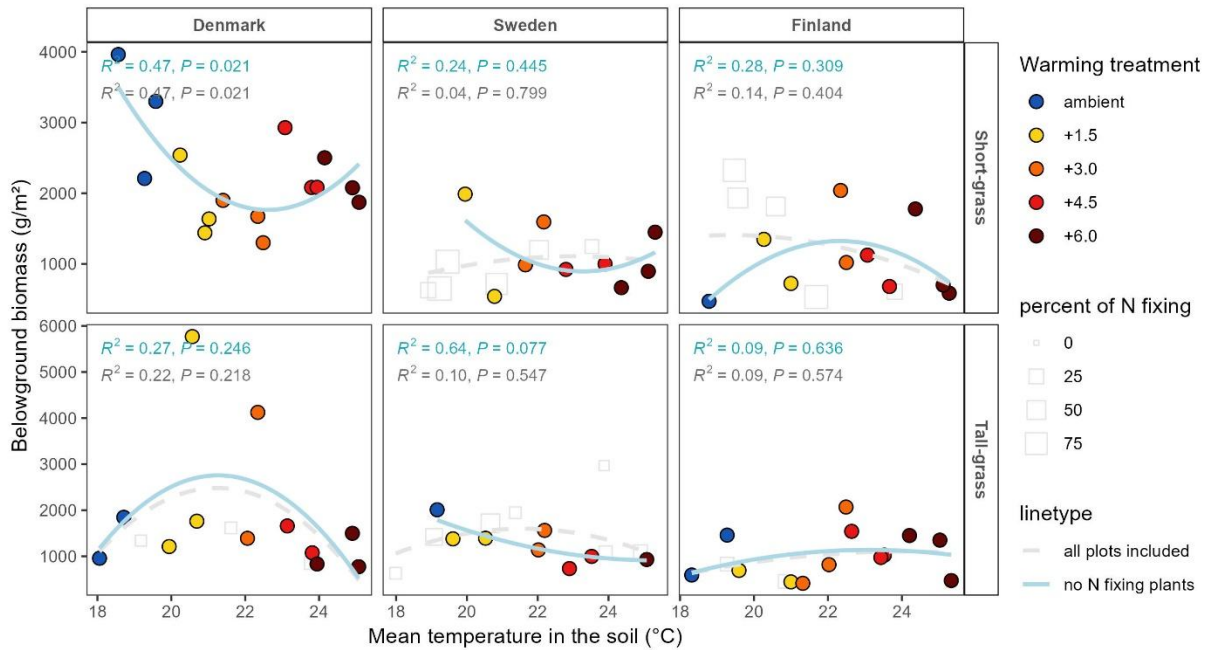 Denmark
Sweden
Finland
4000
3000
2000
1000
R² = 0.47, P = 0.021
R² = 0.47, P = 0.021
R² = 0.24, P = 0.445
R² = 0.04, P = 0.799
R² = 0.28, P = 0.309
R² = 0.14, P = 0.404
Short-grass
6000
5000
4000
3000
2000
1000
R² = 0.27, P = 0.246
R² = 0.22, P = 0.218
R² = 0.64, P = 0.077
R² = 0.10, P = 0.547
R² = 0.09, P = 0.636
R² = 0.09, P = 0.574
Tall-grass
Belowground biomass (g/m²)
18 20 22 24
18 20 22 24
18 20 22 24
Mean temperature in the soil (°C)
Warming treatment
ambient
+1.5
+3.0
+4.5
+6.0
percent of N fixing
0
25
50
75
linetype
all plots included
no N fixing plants